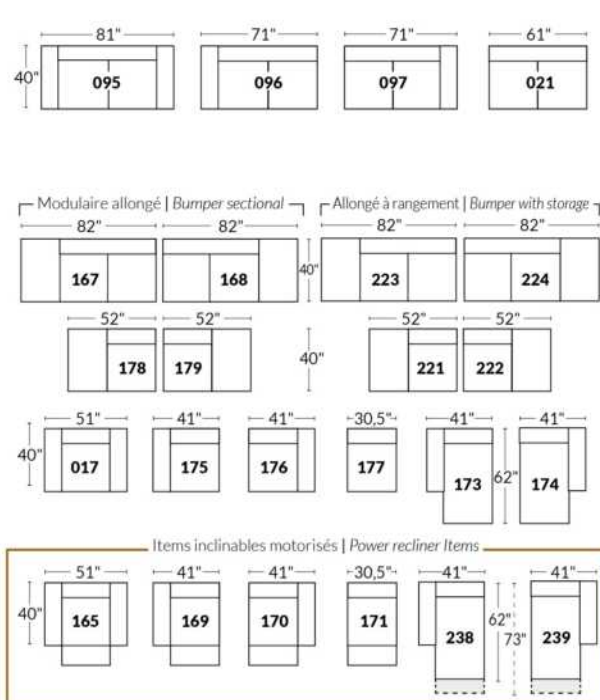 81" 71" 71" 61"
40"
095 096 097 021
Modulaire allongé | Bumper sectional Allongé à rangement | Bumper with storage
82" 82" 82" 82"
40"
167 168 223 224
52" 52" 52" 52"
40"
178 179 221 222
51" 41" 41" 30,5" 41" 41"
40" 62"
017 175 176 177 173 174
Items inclinables motorisés | Power recliner Items
51" 41" 41" 30,5" 41" 41"
40" 62" 73"
165 169 170 171 238 239